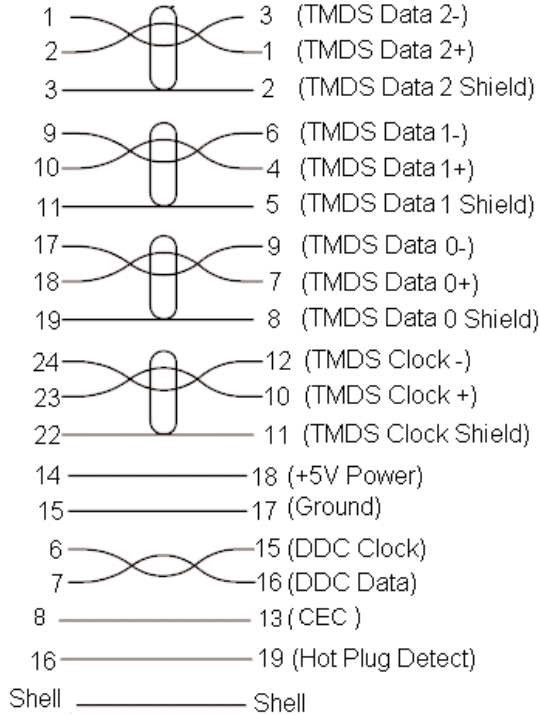 1 3 (TMDS Data 2-)
2 1 (TMDS Data 2+)
3 2 (TMDS Data 2 Shield)
9 6 (TMDS Data 1-)
10 4 (TMDS Data 1+)
11 5 (TMDS Data 1 Shield)
17 9 (TMDS Data 0-)
18 7 (TMDS Data 0+)
19 8 (TMDS Data 0 Shield)
24 12 (TMDS Clock -)
23 10 (TMDS Clock +)
22 11 (TMDS Clock Shield)
14 18 (+5V Power)
15 17 (Ground)
6 15 (DDC Clock)
7 16 (DDC Data)
8 13 (CEC )
16 19 (Hot Plug Detect)
Shell Shell